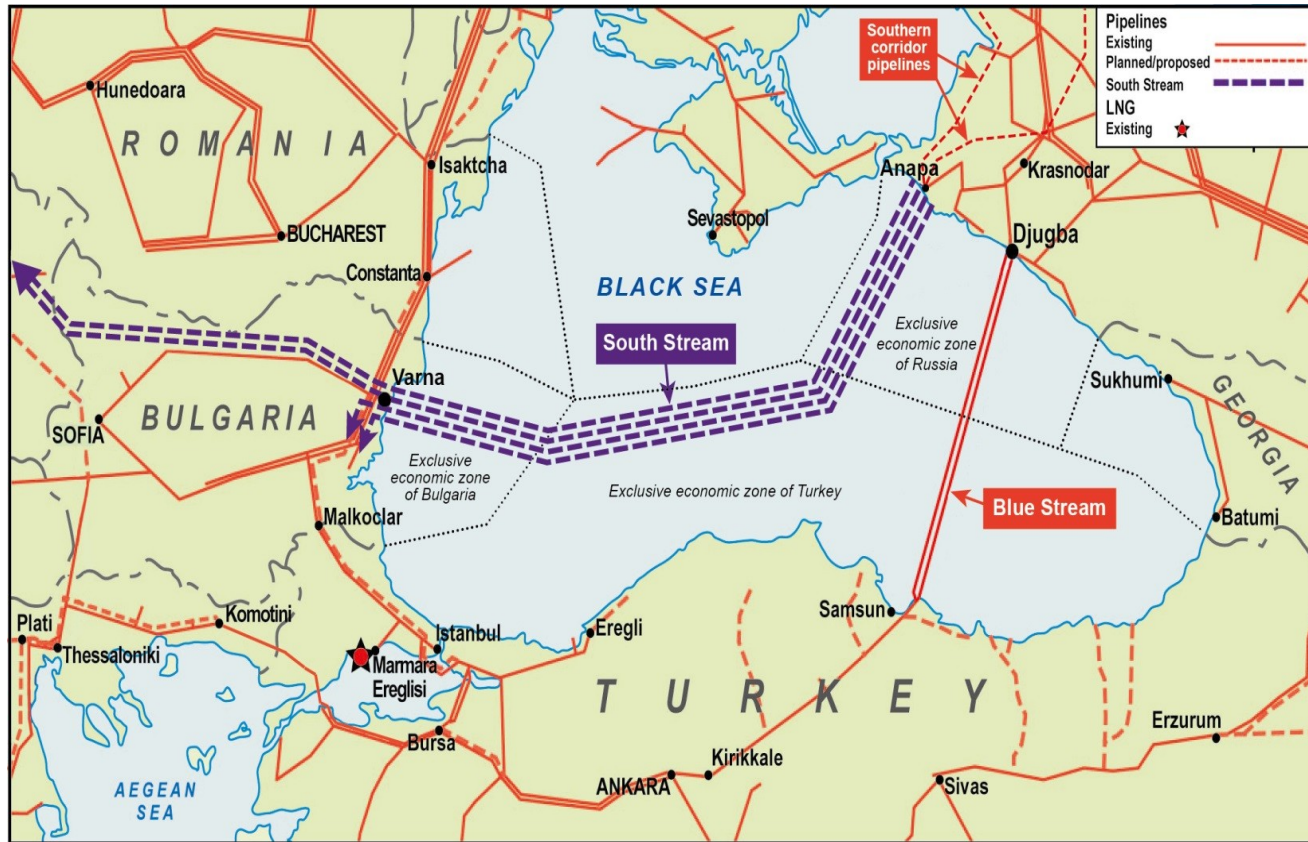 Pipelines
Existing
Planned/proposed
South Stream
LNG
Existing
Southern
corridor
pipelines
Hunedoara
ROMANIA
Isaktcha
Anapa
Krasnodar
BUCHAREST
Sevastopol
Djugba
Constanta
BLACK SEA
South Stream
Exclusive
economic zone
of Russia
Varna
Sukhumi
GEORGIA
SOFIA
BULGARIA
Exclusive
economic zone
of Bulgaria
Exclusive economic zone of Turkey
Blue Stream
Malkoclar
Batumi
Komotini
Samsun
Plati
Thessaloniki
Istanbul
Eregli
Marmara
Ereglisi
TURKEY
Bursa
Erzurum
Kirikkale
ANKARA
Sivas
AEGEAN
SEA